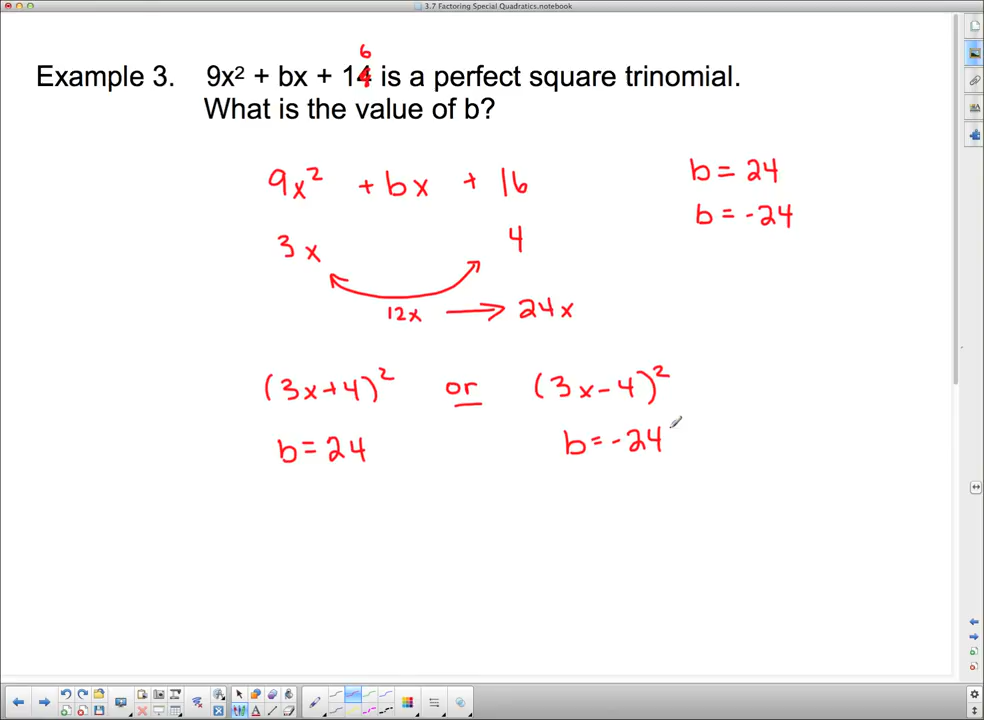 3.7 Factoring Special Quadratics.notebook
6
Example 3. 9x² + bx + 14 is a perfect square trinomial.
What is the value of b?
9x² + bx + 16
b = 24
b = -24
3x 4
12x → 24x
(3x+4)² or (3x-4)²
b = 24 b = -24